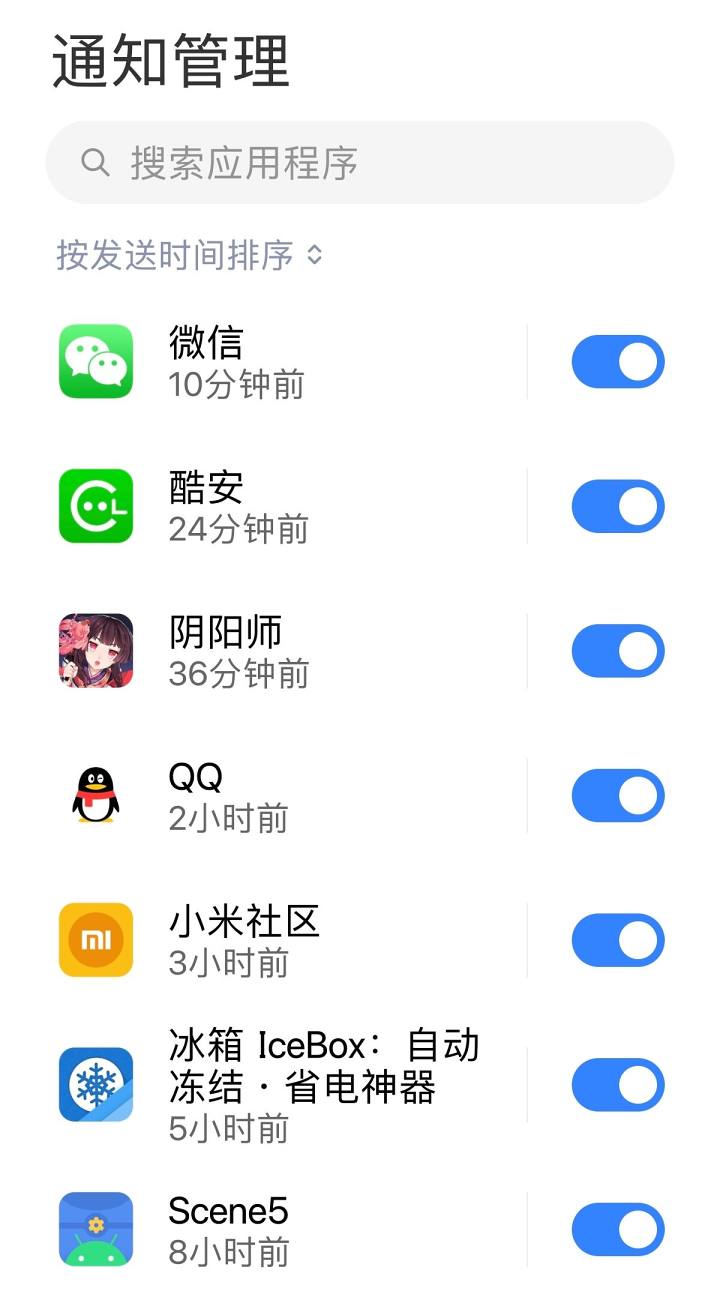 通知管理
搜索应用程序
按发送时间排序
微信
10分钟前
酷安
24分钟前
阴阳师
36分钟前
QQ
2小时前
小米社区
3小时前
冰箱 IceBox：自动
冻结 · 省电神器
5小时前
Scene5
8小时前